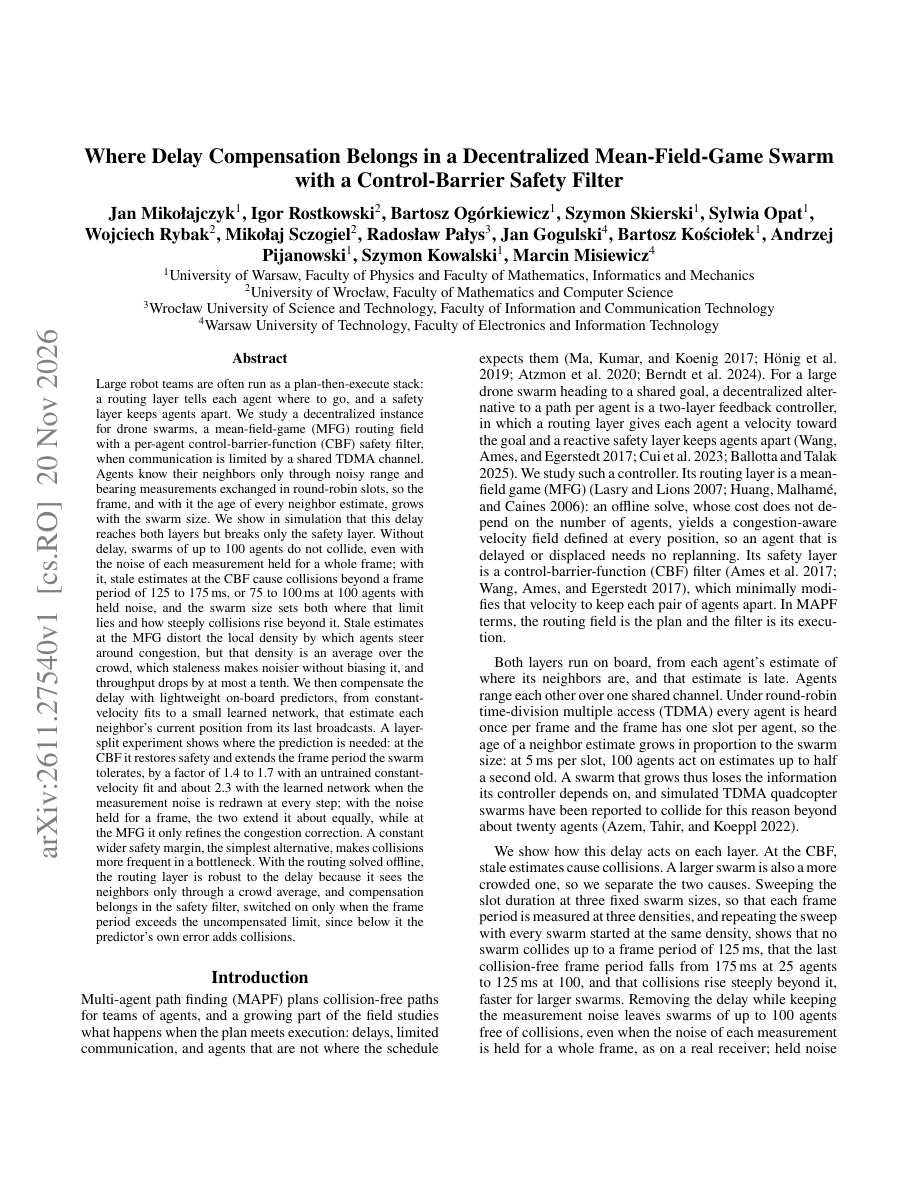 Where Delay Compensation Belongs in a Decentralized Mean-Field-Game Swarm
with a Control-Barrier Safety Filter
Jan Mikołajczyk1, Igor Rostkowski2, Bartosz Ogórkiewicz1, Szymon Skierski1, Sylwia Opat1,
Wojciech Rybak2, Mikołaj Sczogiel2, Radosław Pałys3, Jan Gogulski4, Bartosz Kościołek1, Andrzej
Pijanowski1, Szymon Kowalski1, Marcin Misiewicz4
1University of Warsaw, Faculty of Physics and Faculty of Mathematics, Informatics and Mechanics
2University of Wrocław, Faculty of Mathematics and Computer Science
3Wrocław University of Science and Technology, Faculty of Information and Communication Technology
4Warsaw University of Technology, Faculty of Electronics and Information Technology
arXiv:2611.27540v1 [cs.RO] 20 Nov 2026
Abstract
Large robot teams are often run as a plan-then-execute stack:
a routing layer tells each agent where to go, and a safety
layer keeps agents apart. We study a decentralized instance
for drone swarms, a mean-field-game (MFG) routing field
with a per-agent control-barrier-function (CBF) safety filter,
when communication is limited by a shared TDMA channel.
Agents know their neighbors only through noisy range and
bearing measurements exchanged in round-robin slots, so the
frame, and with it the age of every neighbor estimate, grows
with the swarm size. We show in simulation that this delay
reaches both layers but breaks only the safety layer. Without
delay, swarms of up to 100 agents do not collide, even with
the noise of each measurement held for a whole frame; with
it, stale estimates at the CBF cause collisions beyond a frame
period of 125 to 175 ms, or 75 to 100 ms at 100 agents with
held noise, and the swarm size sets both where that limit
lies and how steeply collisions rise beyond it. Stale estimates
at the MFG distort the local density by which agents steer
around congestion, but that density is an average over the
crowd, which staleness makes noisier without biasing it, and
throughput drops by at most a tenth. We then compensate the
delay with lightweight on-board predictors, from constant-
velocity fits to a small learned network, that estimate each
neighbor's current position from its last broadcasts. A layer-
split experiment shows where the prediction is needed: at the
CBF it restores safety and extends the frame period the swarm
tolerates, by a factor of 1.4 to 1.7 with an untrained constant-
velocity fit and about 2.3 with the learned network when the
measurement noise is redrawn at every step; with the noise
held for a frame, the two extend it about equally, while at
the MFG it only refines the congestion correction. A constant
wider safety margin, the simplest alternative, makes collisions
more frequent in a bottleneck. With the routing solved offline,
the routing layer is robust to the delay because it sees the
neighbors only through a crowd average, and compensation
belongs in the safety filter, switched on only when the frame
period exceeds the uncompensated limit, since below it the
predictor's own error adds collisions.
Introduction
Multi-agent path finding (MAPF) plans collision-free paths
for teams of agents, and a growing part of the field studies
what happens when the plan meets execution: delays, limited
communication, and agents that are not where the schedule
expects them (Ma, Kumar, and Koenig 2017; Hönig et al.
2019; Atzmon et al. 2020; Berndt et al. 2024). For a large
drone swarm heading to a shared goal, a decentralized alter-
native to a path per agent is a two-layer feedback controller,
in which a routing layer gives each agent a velocity toward
the goal and a reactive safety layer keeps agents apart (Wang,
Ames, and Egerstedt 2017; Cui et al. 2023; Ballotta and Talak
2025). We study such a controller. Its routing layer is a mean-
field game (MFG) (Lasry and Lions 2007; Huang, Malhamé,
and Caines 2006): an offline solve, whose cost does not de-
pend on the number of agents, yields a congestion-aware
velocity field defined at every position, so an agent that is
delayed or displaced needs no replanning. Its safety layer
is a control-barrier-function (CBF) filter (Ames et al. 2017;
Wang, Ames, and Egerstedt 2017), which minimally modi-
fies that velocity to keep each pair of agents apart. In MAPF
terms, the routing field is the plan and the filter is its execu-
tion.
Both layers run on board, from each agent's estimate of
where its neighbors are, and that estimate is late. Agents
range each other over one shared channel. Under round-robin
time-division multiple access (TDMA) every agent is heard
once per frame and the frame has one slot per agent, so the
age of a neighbor estimate grows in proportion to the swarm
size: at 5 ms per slot, 100 agents act on estimates up to half
a second old. A swarm that grows thus loses the information
its controller depends on, and simulated TDMA quadcopter
swarms have been reported to collide for this reason beyond
about twenty agents (Azem, Tahir, and Koeppl 2022).
We show how this delay acts on each layer. At the CBF,
stale estimates cause collisions. A larger swarm is also a more
crowded one, so we separate the two causes. Sweeping the
slot duration at three fixed swarm sizes, so that each frame
period is measured at three densities, and repeating the sweep
with every swarm started at the same density, shows that no
swarm collides up to a frame period of 125 ms, that the last
collision-free frame period falls from 175 ms at 25 agents
to 125 ms at 100, and that collisions rise steeply beyond it,
faster for larger swarms. Removing the delay while keeping
the measurement noise leaves swarms of up to 100 agents
free of collisions, even when the noise of each measurement
is held for a whole frame, as on a real receiver; held noise